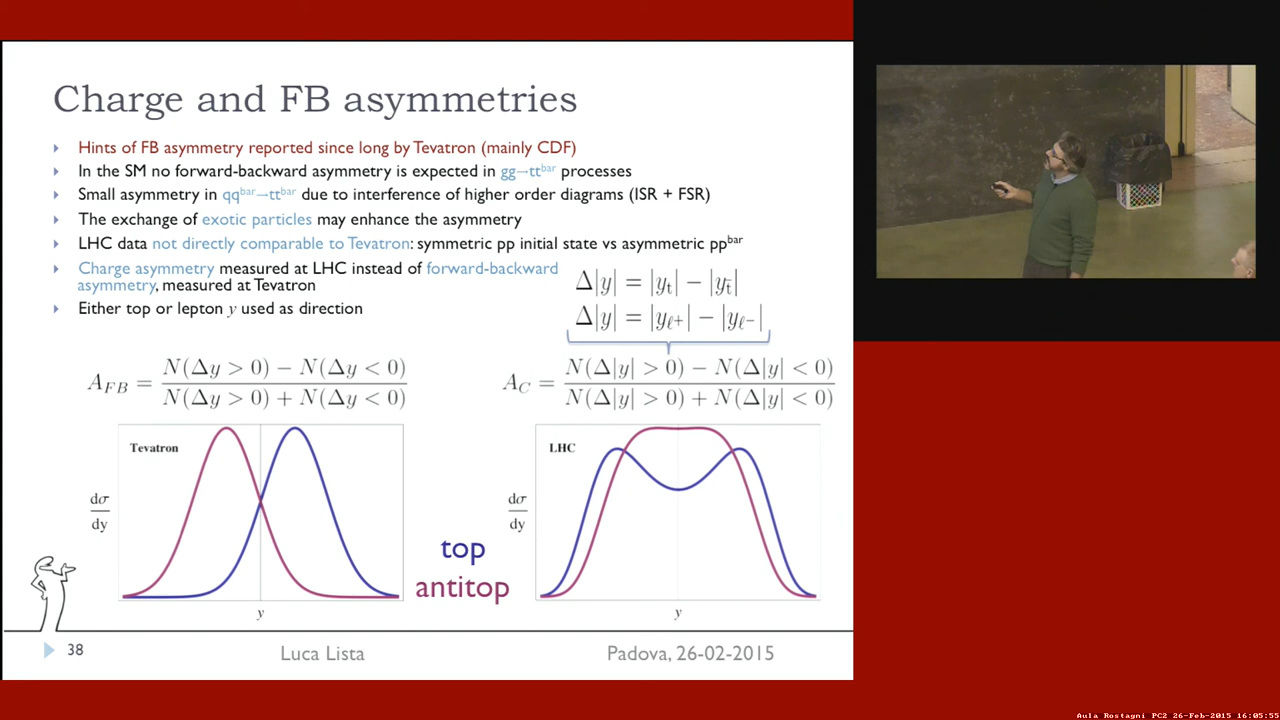 Charge and FB asymmetries
Hints of FB asymmetry reported since long by Tevatron (mainly CDF)
In the SM no forward-backward asymmetry is expected in gg→tt^bar processes
Small asymmetry in qq^bar→tt^bar due to interference of higher order diagrams (ISR + FSR)
The exchange of exotic particles may enhance the asymmetry
LHC data not directly comparable to Tevatron: symmetric pp initial state vs asymmetric pp^bar
Charge asymmetry measured at LHC instead of forward-backward
asymmetry, measured at Tevatron
Either top or lepton y used as direction
Δ|y| = |y_t| − |y_t̄|
Δ|y| = |y_ℓ+| − |y_ℓ−|
A_FB = N(Δy > 0) − N(Δy < 0) / N(Δy > 0) + N(Δy < 0)
A_C = N(Δ|y| > 0) − N(Δ|y| < 0) / N(Δ|y| > 0) + N(Δ|y| < 0)
Tevatron
dσ
dy
y
LHC
dσ
dy
y
top
antitop
38
Luca Lista
Padova, 26-02-2015
Aula Rostagni PC2 26-Feb-2015 16:05:55